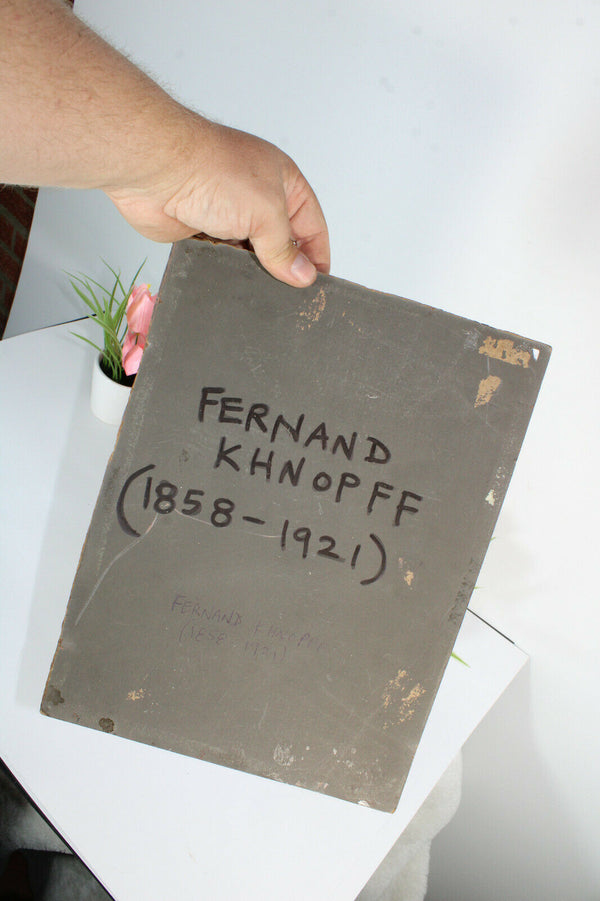 FERNAND
KHNOPFF
(1858-1921)
FERNAND KHNOPFF
(1858 - 1921)